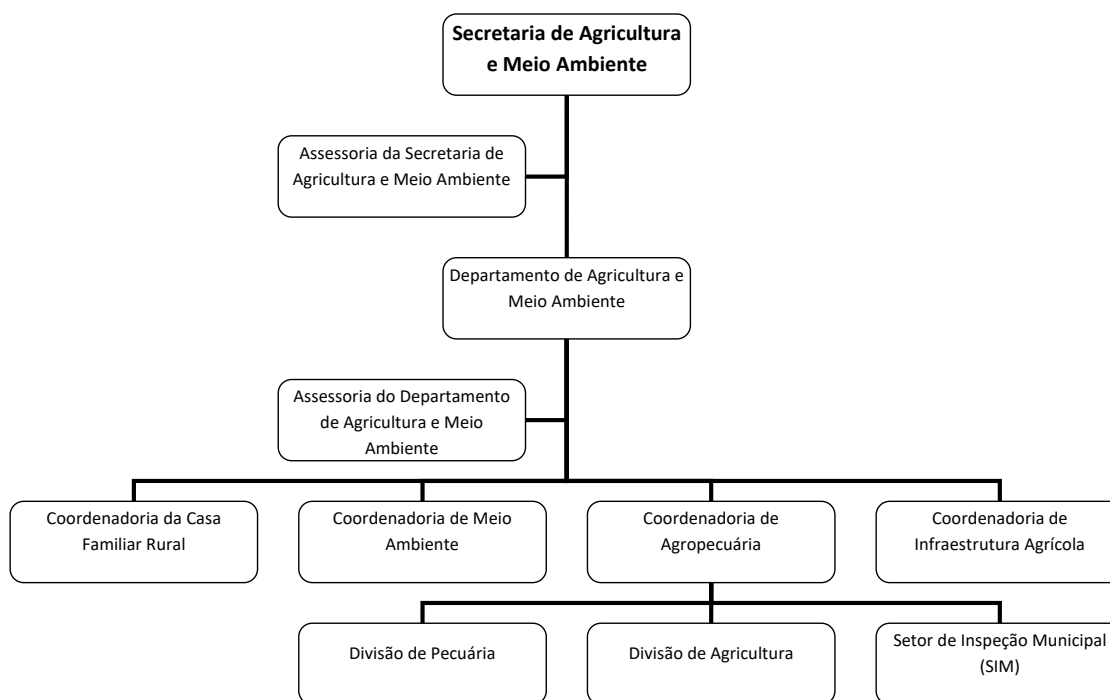 Secretaria de Agricultura
e Meio Ambiente
Assessoria da Secretaria de
Agricultura e Meio Ambiente
Departamento de Agricultura e
Meio Ambiente
Assessoria do Departamento
de Agricultura e Meio
Ambiente
Coordenadoria da Casa
Familiar Rural
Coordenadoria de Meio
Ambiente
Coordenadoria de
Agropecuária
Coordenadoria de
Infraestrutura Agrícola
Divisão de Pecuária
Divisão de Agricultura
Setor de Inspeção Municipal
(SIM)